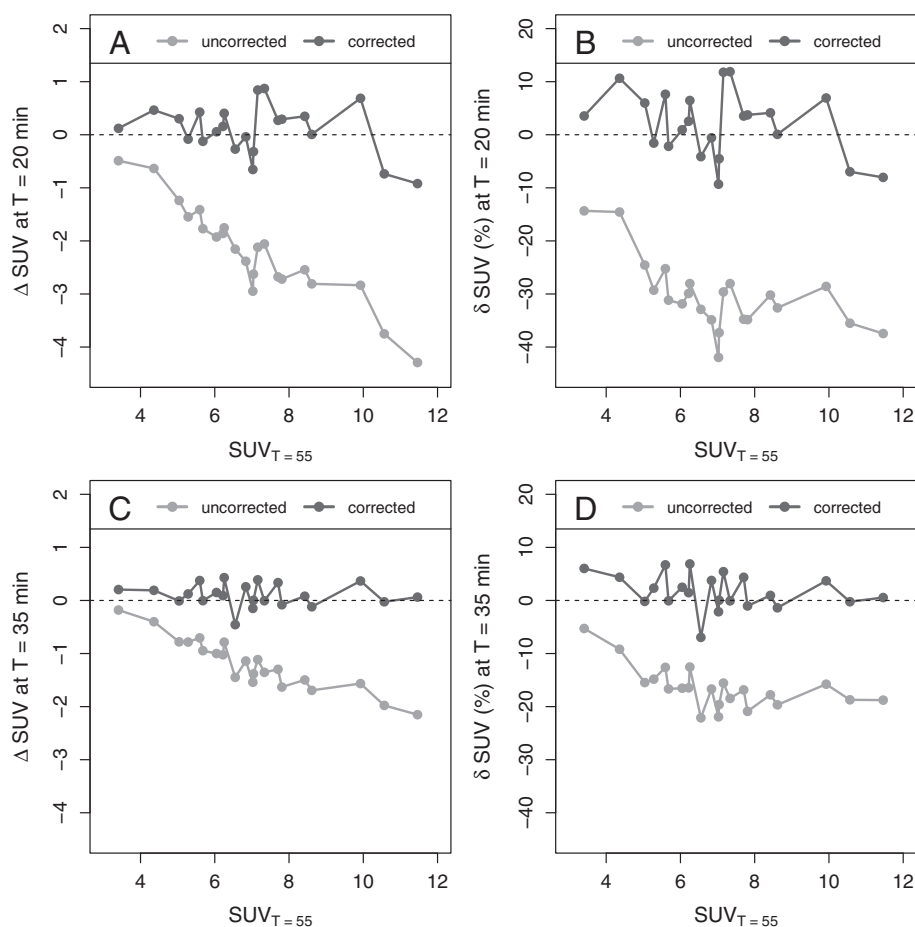 A uncorrected corrected
Δ SUV at T = 20 min
2
1
0
−1
−2
−3
−4
4 6 8 10 12
SUVT = 55
B uncorrected corrected
δ SUV (%) at T = 20 min
20
10
0
−10
−20
−30
−40
4 6 8 10 12
SUVT = 55
C uncorrected corrected
Δ SUV at T = 35 min
2
1
0
−1
−2
−3
−4
4 6 8 10 12
SUVT = 55
D uncorrected corrected
δ SUV (%) at T = 35 min
20
10
0
−10
−20
−30
−40
4 6 8 10 12
SUVT = 55